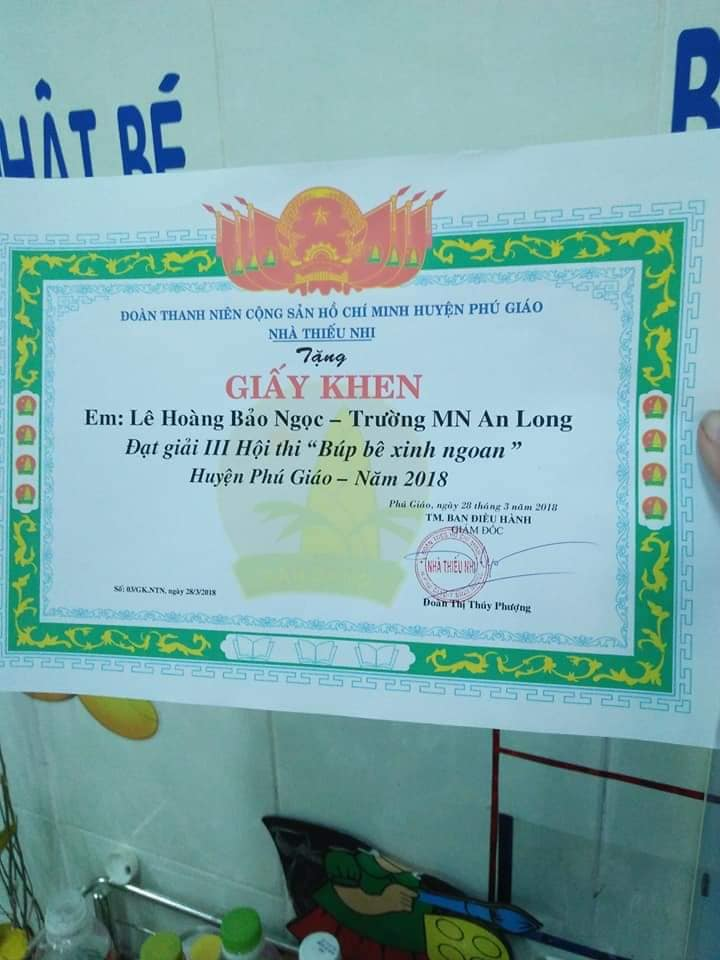 HẬT BÉ
B
ĐOÀN THANH NIÊN CỘNG SẢN HỒ CHÍ MINH HUYỆN PHÚ GIÁO
NHÀ THIẾU NHI
Tặng
GIẤY KHEN
Em: Lê Hoàng Bảo Ngọc – Trường MN An Long
Đạt giải III Hội thi “Búp bê xinh ngoan”
Huyện Phú Giáo – Năm 2018
Phú Giáo, ngày 28 tháng 3 năm 2018
TM. BAN ĐIỀU HÀNH
GIÁM ĐỐC
NHÀ THIẾU NHI
Đoàn Thị Thúy Phượng
Số: 03/GK.NTN, ngày 28/3/2018